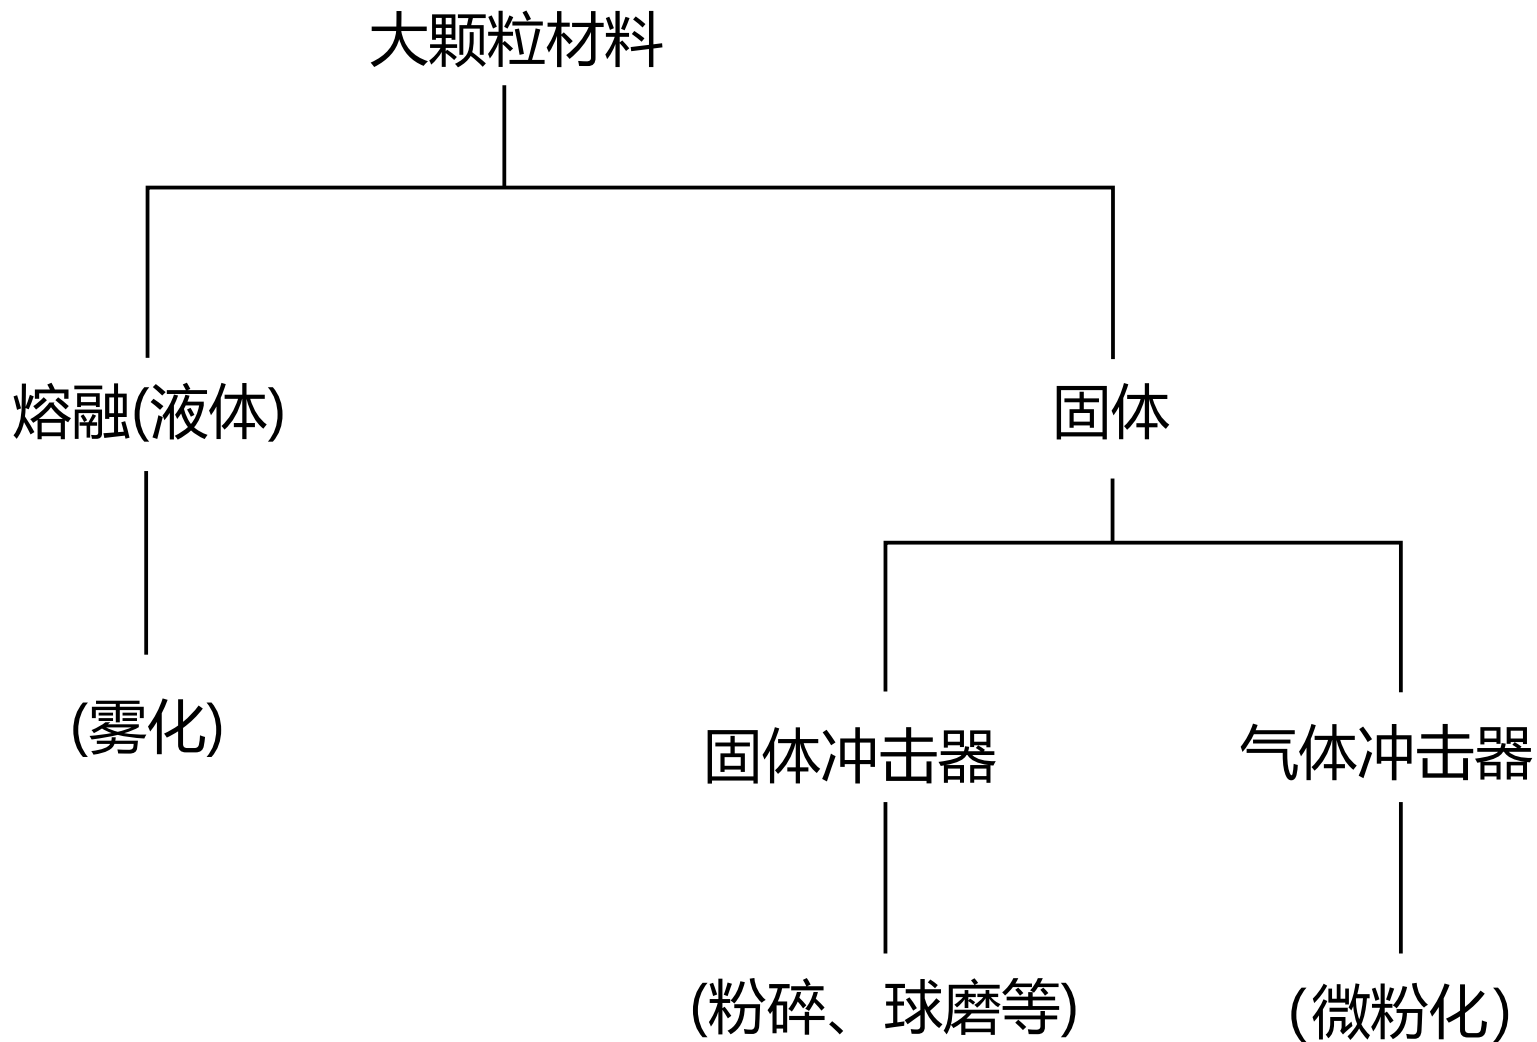 大颗粒材料
熔融(液体)
固体
(雾化)
固体冲击器
气体冲击器
(粉碎、球磨等)
(微粉化)